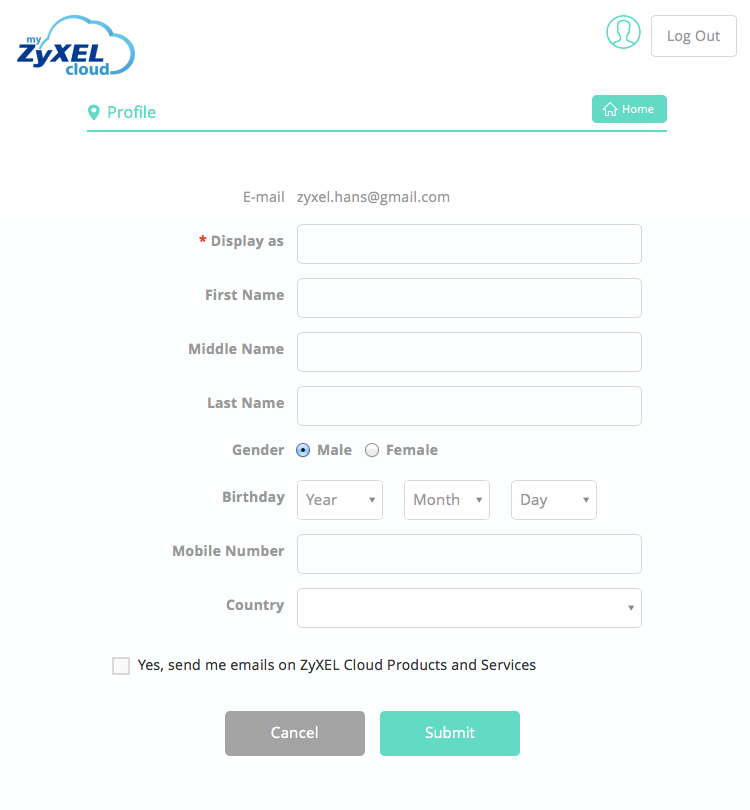 my
ZyXEL
cloud
Log Out
Profile
Home
E-mail zyxel.hans@gmail.com
* Display as
First Name
Middle Name
Last Name
Gender Male Female
Birthday Year Month Day
Mobile Number
Country
Yes, send me emails on ZyXEL Cloud Products and Services
Cancel Submit